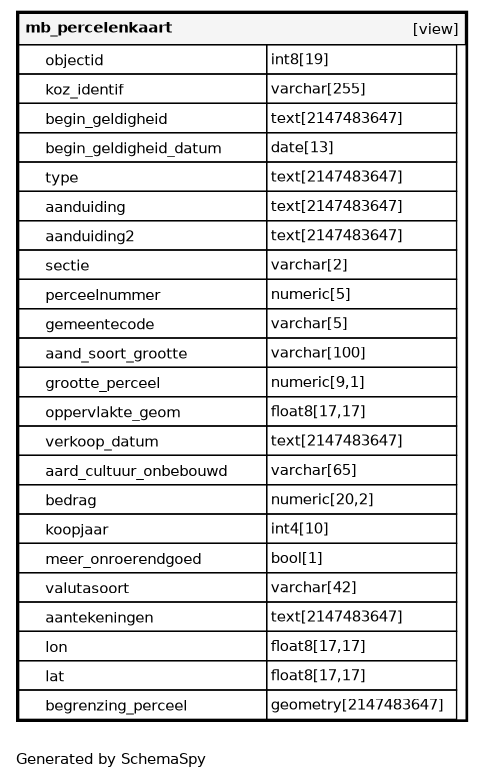 mb_percelenkaart [view]
objectid int8[19]
koz_identif varchar[255]
begin_geldigheid text[2147483647]
begin_geldigheid_datum date[13]
type text[2147483647]
aanduiding text[2147483647]
aanduiding2 text[2147483647]
sectie varchar[2]
perceelnummer numeric[5]
gemeentecode varchar[5]
aand_soort_grootte varchar[100]
grootte_perceel numeric[9,1]
oppervlakte_geom float8[17,17]
verkoop_datum text[2147483647]
aard_cultuur_onbebouwd varchar[65]
bedrag numeric[20,2]
koopjaar int4[10]
meer_onroerendgoed bool[1]
valutasoort varchar[42]
aantekeningen text[2147483647]
lon float8[17,17]
lat float8[17,17]
begrenzing_perceel geometry[2147483647]
Generated by SchemaSpy